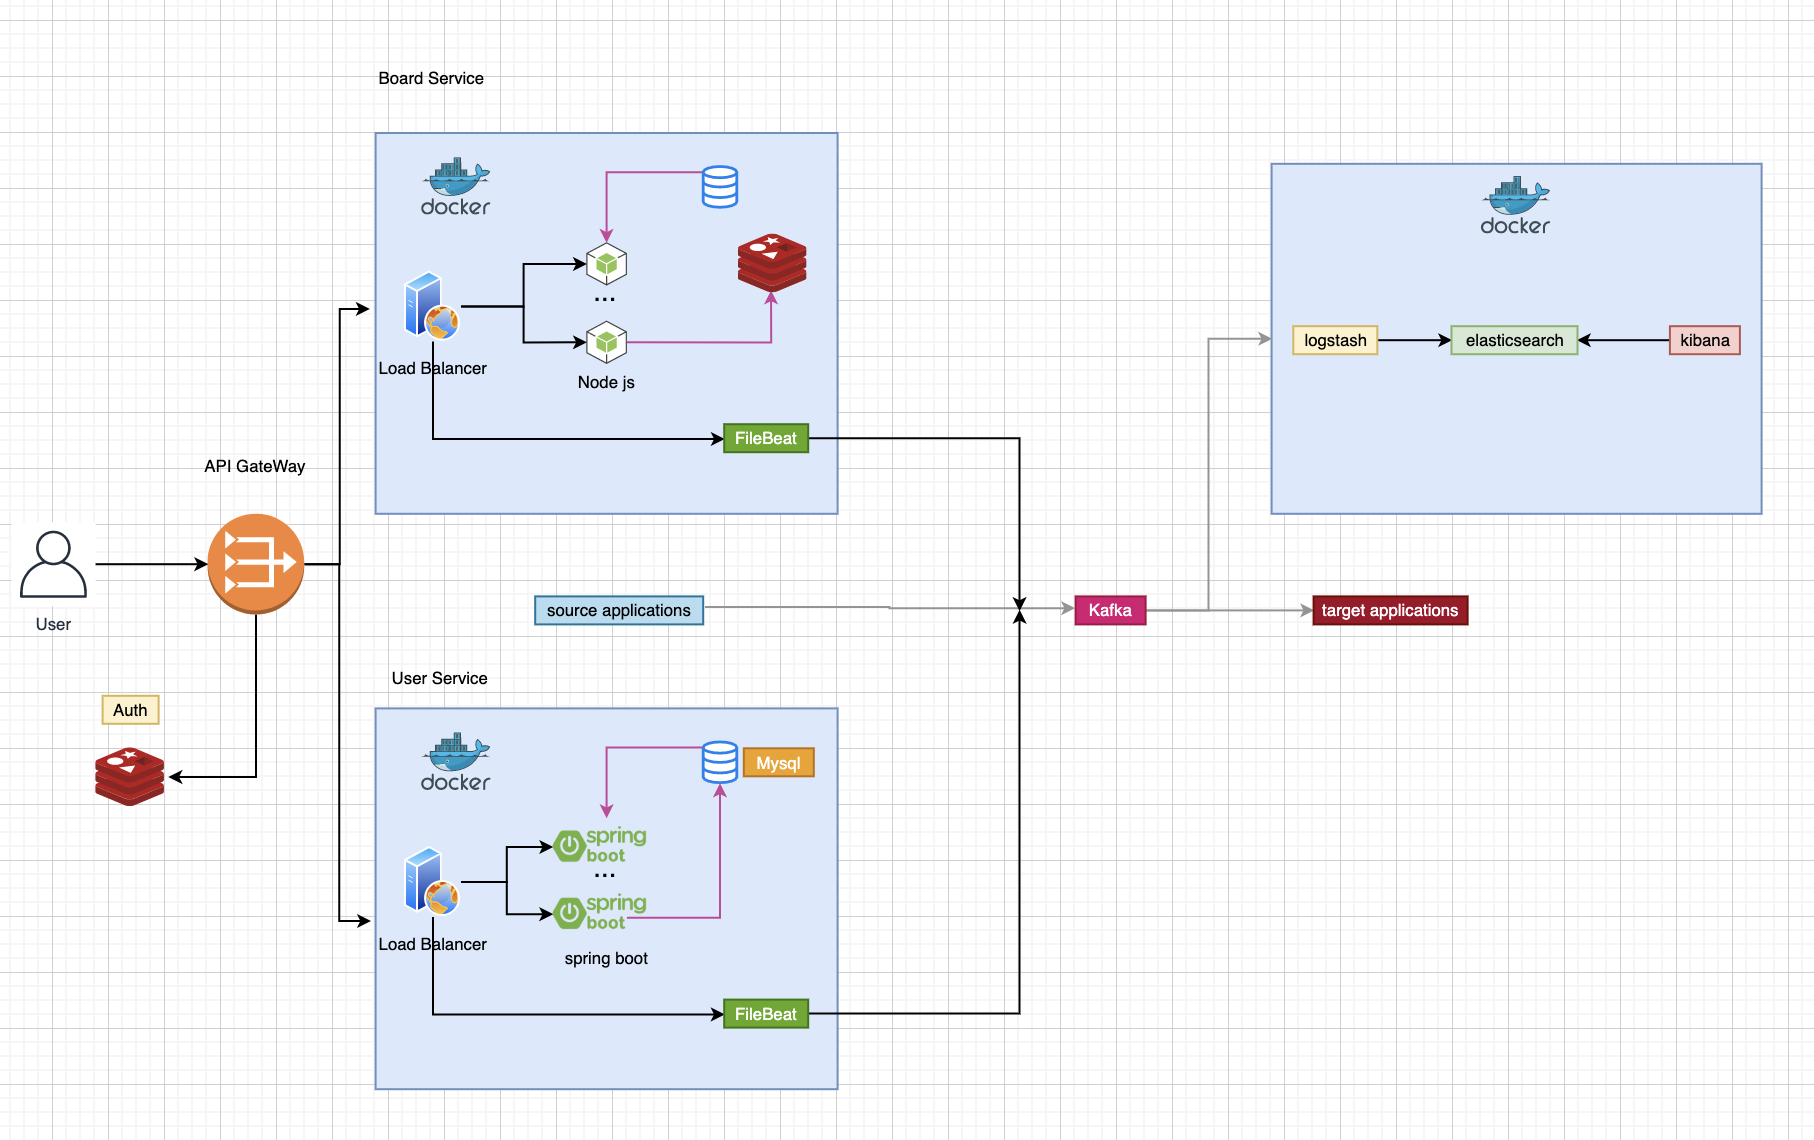 Board Service
docker
...
Load Balancer
Node js
FileBeat
docker
logstash
elasticsearch
kibana
API GateWay
User
source applications
Kafka
target applications
Auth
User Service
docker
Mysql
spring
boot
...
spring
boot
Load Balancer
spring boot
FileBeat